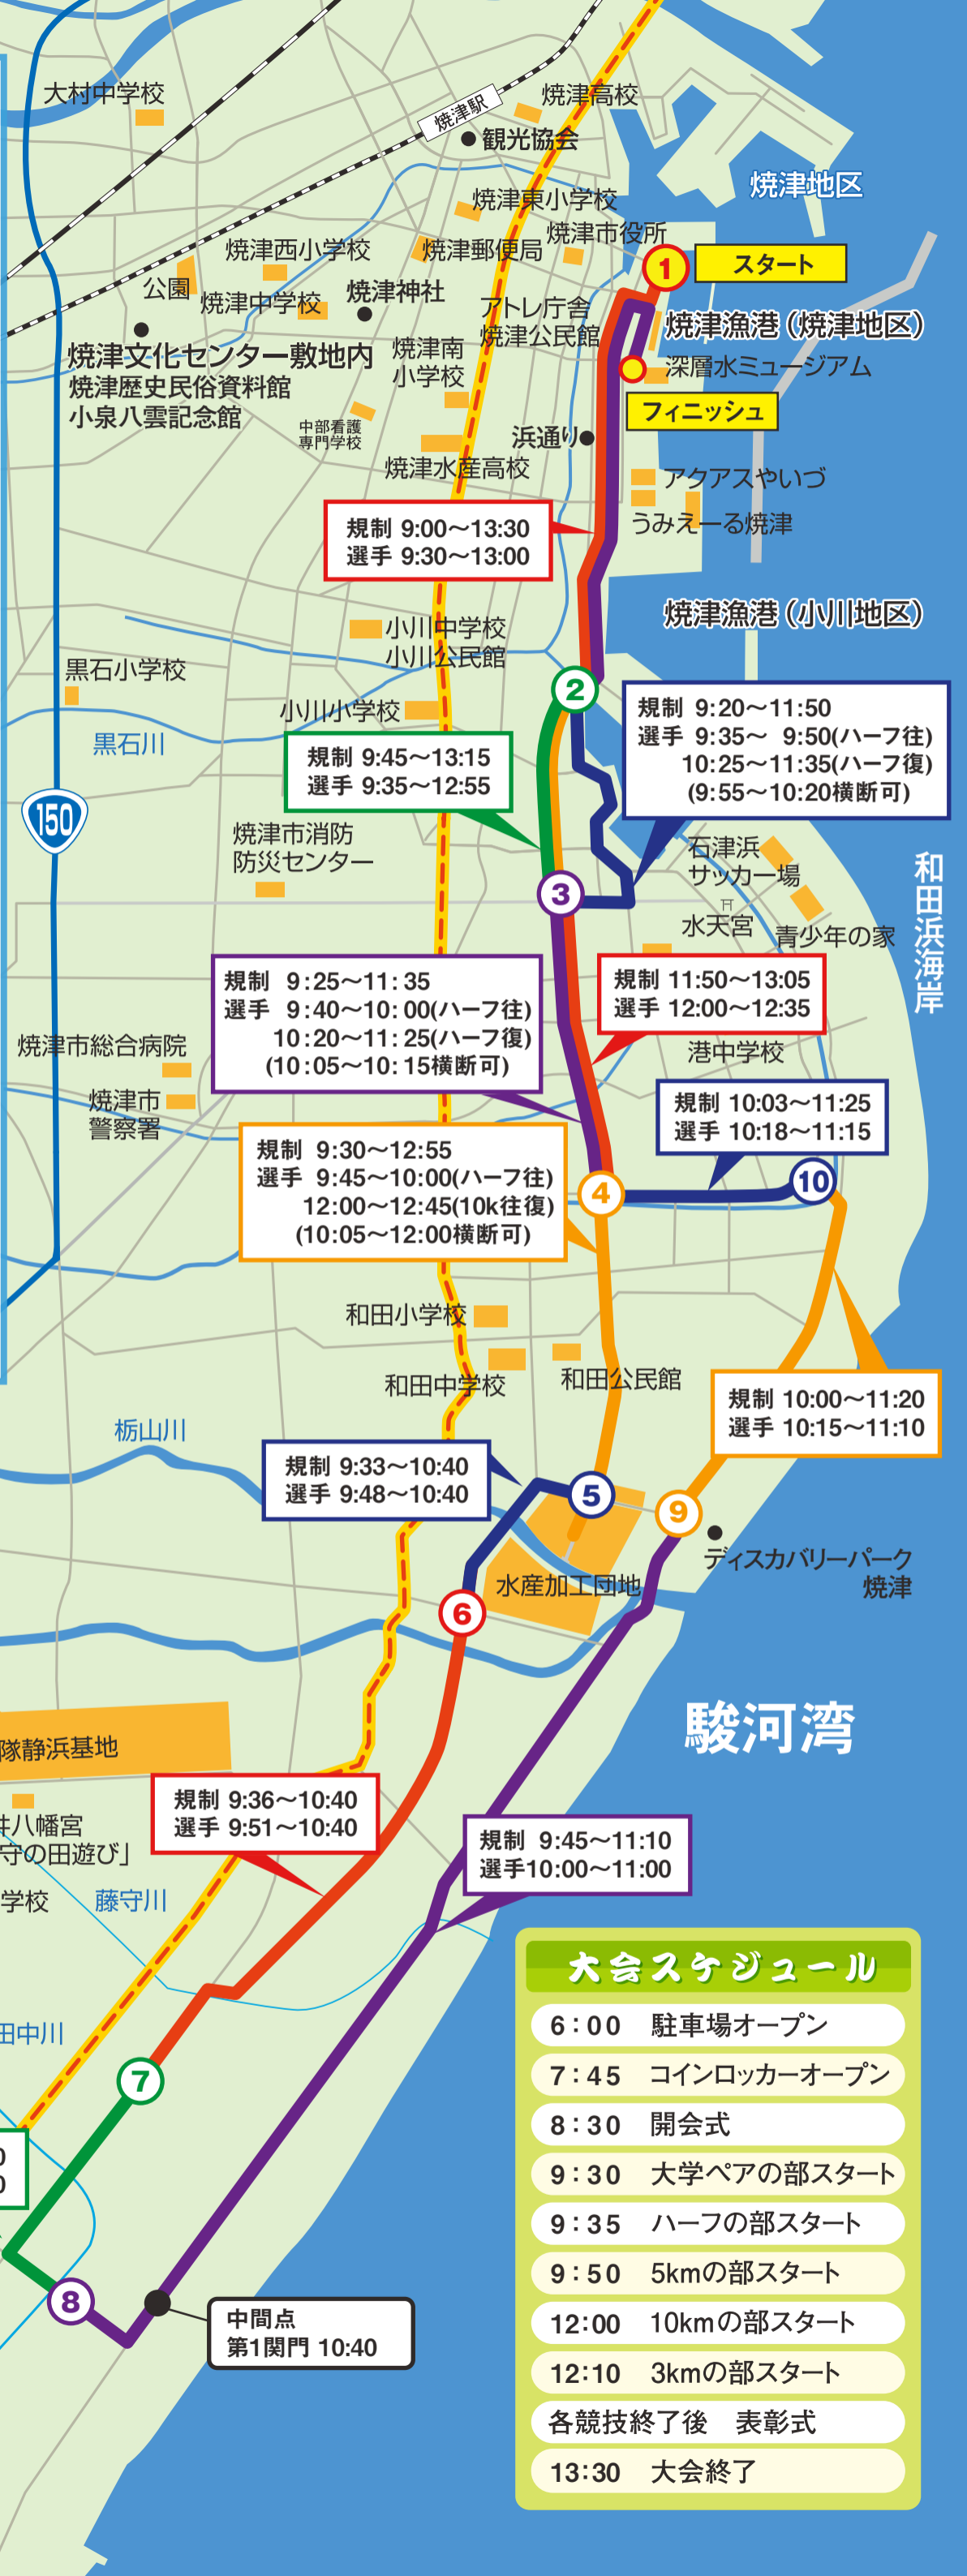 大村中学校
焼津高校
焼津駅
観光協会
焼津地区
焼津東小学校
焼津市役所
焼津西小学校
焼津郵便局
1
スタート
公園
焼津中学校
焼津神社
アトレ庁舎
焼津公民館
焼津漁港(焼津地区)
焼津文化センター敷地内
焼津歴史民俗資料館
小泉八雲記念館
焼津南
小学校
深層水ミュージアム
フィニッシュ
中部看護
専門学校
浜通り
焼津水産高校
アクアスやいづ
うみえーる焼津
規制 9:00〜13:30
選手 9:30〜13:00
焼津漁港(小川地区)
小川中学校
小川公民館
黒石小学校
2
小川小学校
黒石川
規制 9:45〜13:15
選手 9:35〜12:55
規制 9:20〜11:50
選手 9:35〜 9:50(ハーフ往)
10:25〜11:35(ハーフ復)
(9:55〜10:20横断可)
150
焼津市消防
防災センター
石津浜
サッカー場
和田浜海岸
3
水天宮
青少年の家
規制 9:25〜11:35
選手 9:40〜10:00(ハーフ往)
10:20〜11:25(ハーフ復)
(10:05〜10:15横断可)
規制 11:50〜13:05
選手 12:00〜12:35
焼津市総合病院
港中学校
焼津市
警察署
規制 10:03〜11:25
選手 10:18〜11:15
規制 9:30〜12:55
選手 9:45〜10:00(ハーフ往)
12:00〜12:45(10k往復)
(10:05〜12:00横断可)
4
10
和田小学校
和田中学校
和田公民館
規制 10:00〜11:20
選手 10:15〜11:10
栃山川
規制 9:33〜10:40
選手 9:48〜10:40
5
9
ディスカバリーパーク
焼津
水産加工団地
6
駿河湾
隊静浜基地
規制 9:36〜10:40
選手 9:51〜10:40
井八幡宮
守の田遊び」
規制 9:45〜11:10
選手10:00〜11:00
学校
藤守川
田中川
7
0
0
8
中間点
第1関門 10:40
大会スケジュール
6:00 駐車場オープン
7:45 コインロッカーオープン
8:30 開会式
9:30 大学ペアの部スタート
9:35 ハーフの部スタート
9:50 5kmの部スタート
12:00 10kmの部スタート
12:10 3kmの部スタート
各競技終了後 表彰式
13:30 大会終了